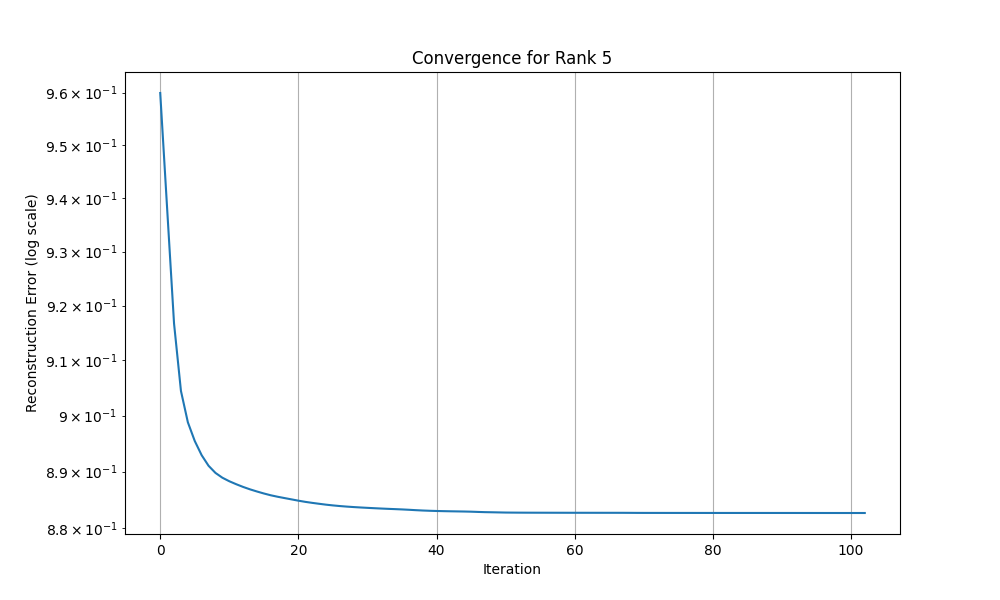 Convergence for Rank 5
Reconstruction Error (log scale)
9.6 × 10⁻¹
9.5 × 10⁻¹
9.4 × 10⁻¹
9.3 × 10⁻¹
9.2 × 10⁻¹
9.1 × 10⁻¹
9 × 10⁻¹
8.9 × 10⁻¹
8.8 × 10⁻¹
0 20 40 60 80 100
Iteration